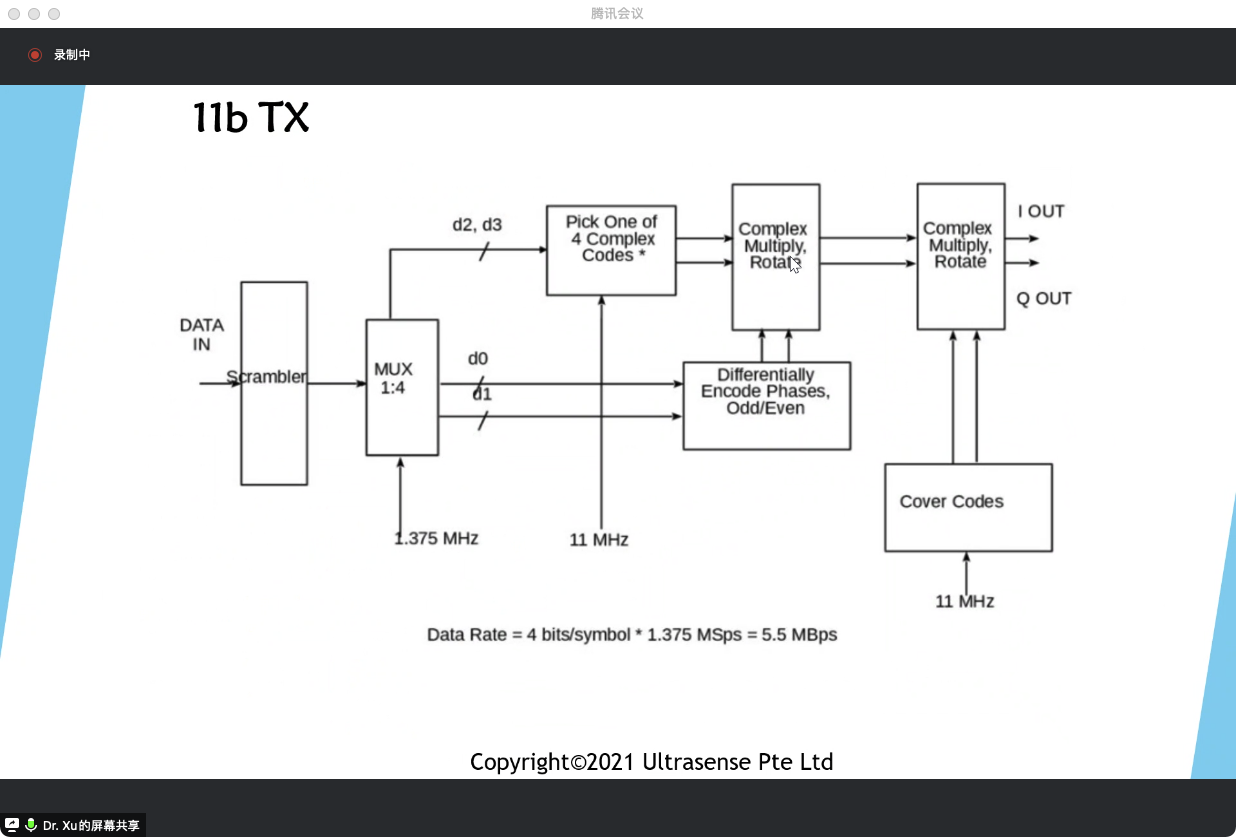 腾讯会议
录制中
11b TX
d2, d3
Pick One of
4 Complex
Codes *
Complex
Multiply,
Rotate
Complex
Multiply,
Rotate
I OUT
Q OUT
DATA
IN
Scrambler
MUX
1:4
d0
d1
Differentially
Encode Phases,
Odd/Even
Cover Codes
1.375 MHz
11 MHz
11 MHz
Data Rate = 4 bits/symbol * 1.375 MSps = 5.5 MBps
Copyright©2021 Ultrasense Pte Ltd
Dr. Xu的屏幕共享